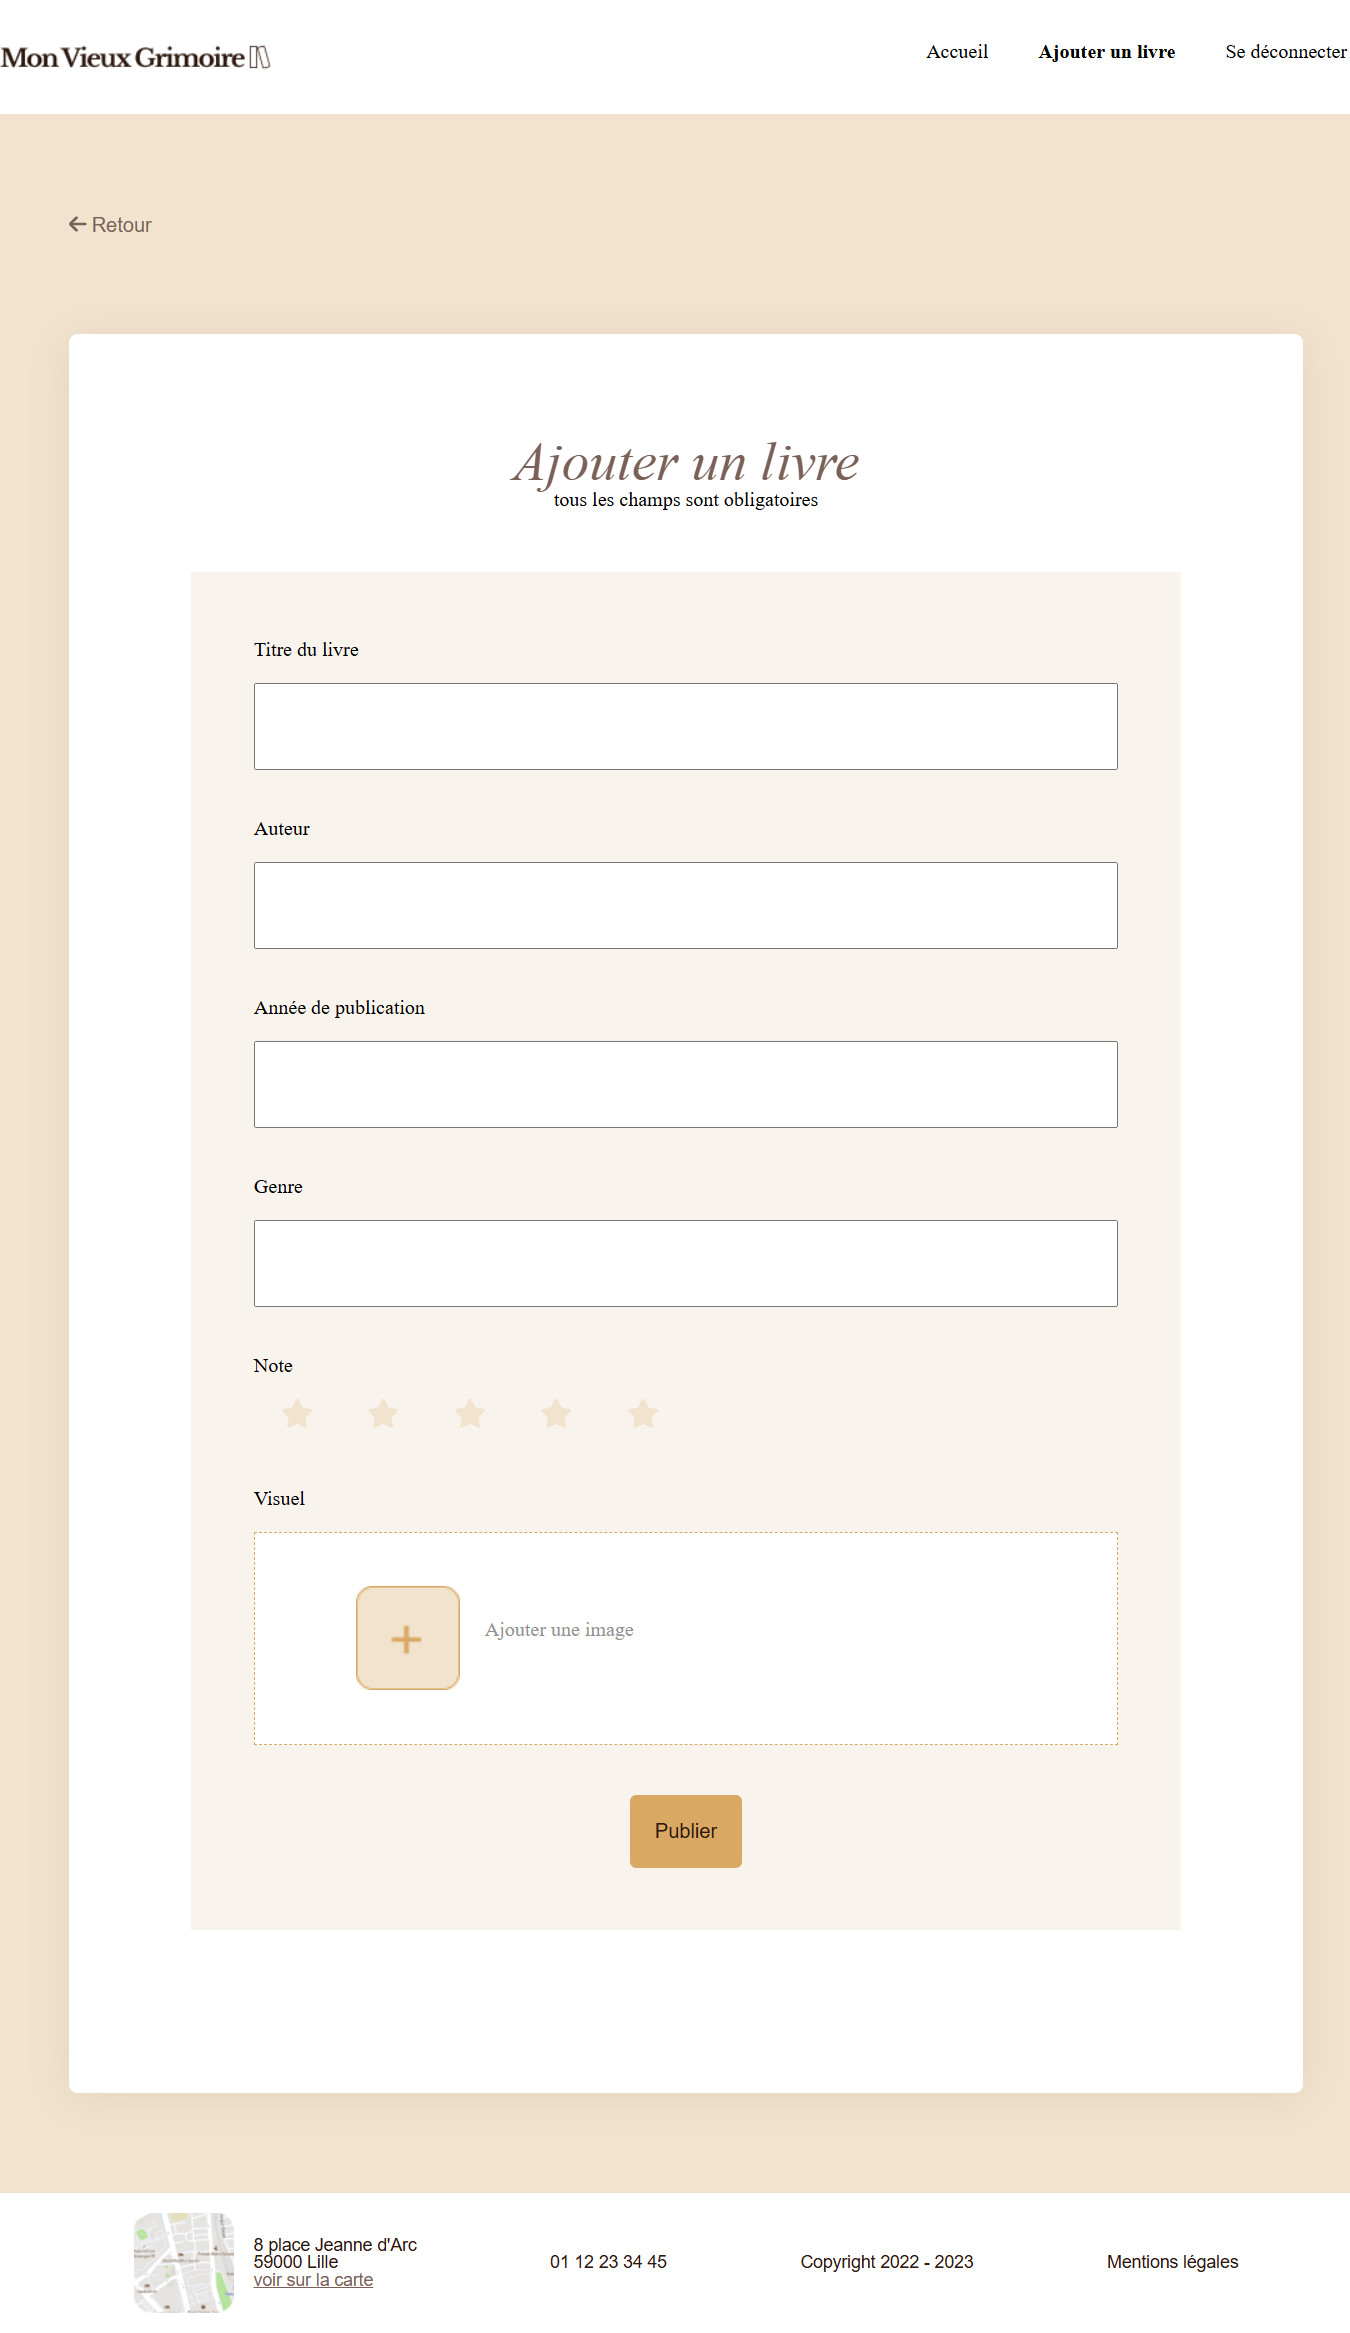 Mon Vieux Grimoire
Accueil
Ajouter un livre
Se déconnecter
Retour
Ajouter un livre
tous les champs sont obligatoires
Titre du livre
Auteur
Année de publication
Genre
Note
Visuel
Ajouter une image
Publier
8 place Jeanne d'Arc
59000 Lille
voir sur la carte
01 12 23 34 45
Copyright 2022 - 2023
Mentions légales